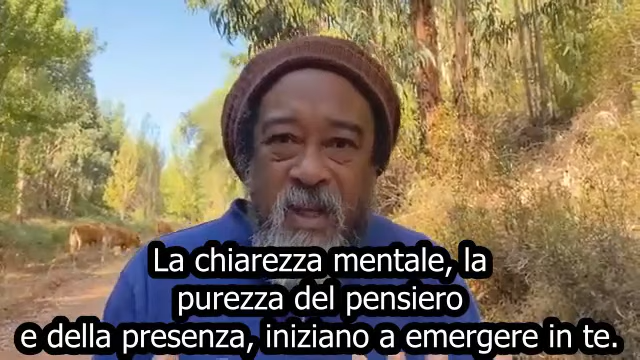 La chiarezza mentale, la
purezza del pensiero
e della presenza, iniziano a emergere in te.